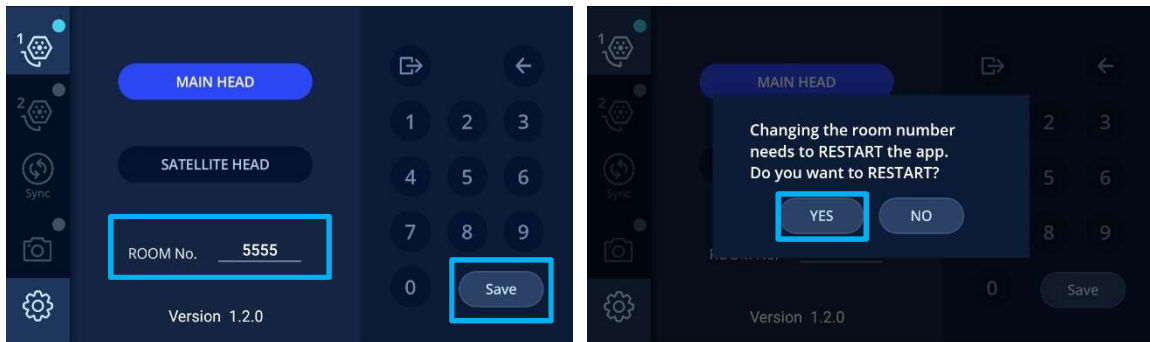 1
MAIN HEAD
2
1 2 3
SATELLITE HEAD
4 5 6
Sync
7 8 9
ROOM No. 5555
0 Save
Version 1.2.0
1
MAIN HEAD
2
Changing the room number
needs to RESTART the app.
Do you want to RESTART?
2 3
5 6
Sync
YES NO
8 9
0 Save
Version 1.2.0